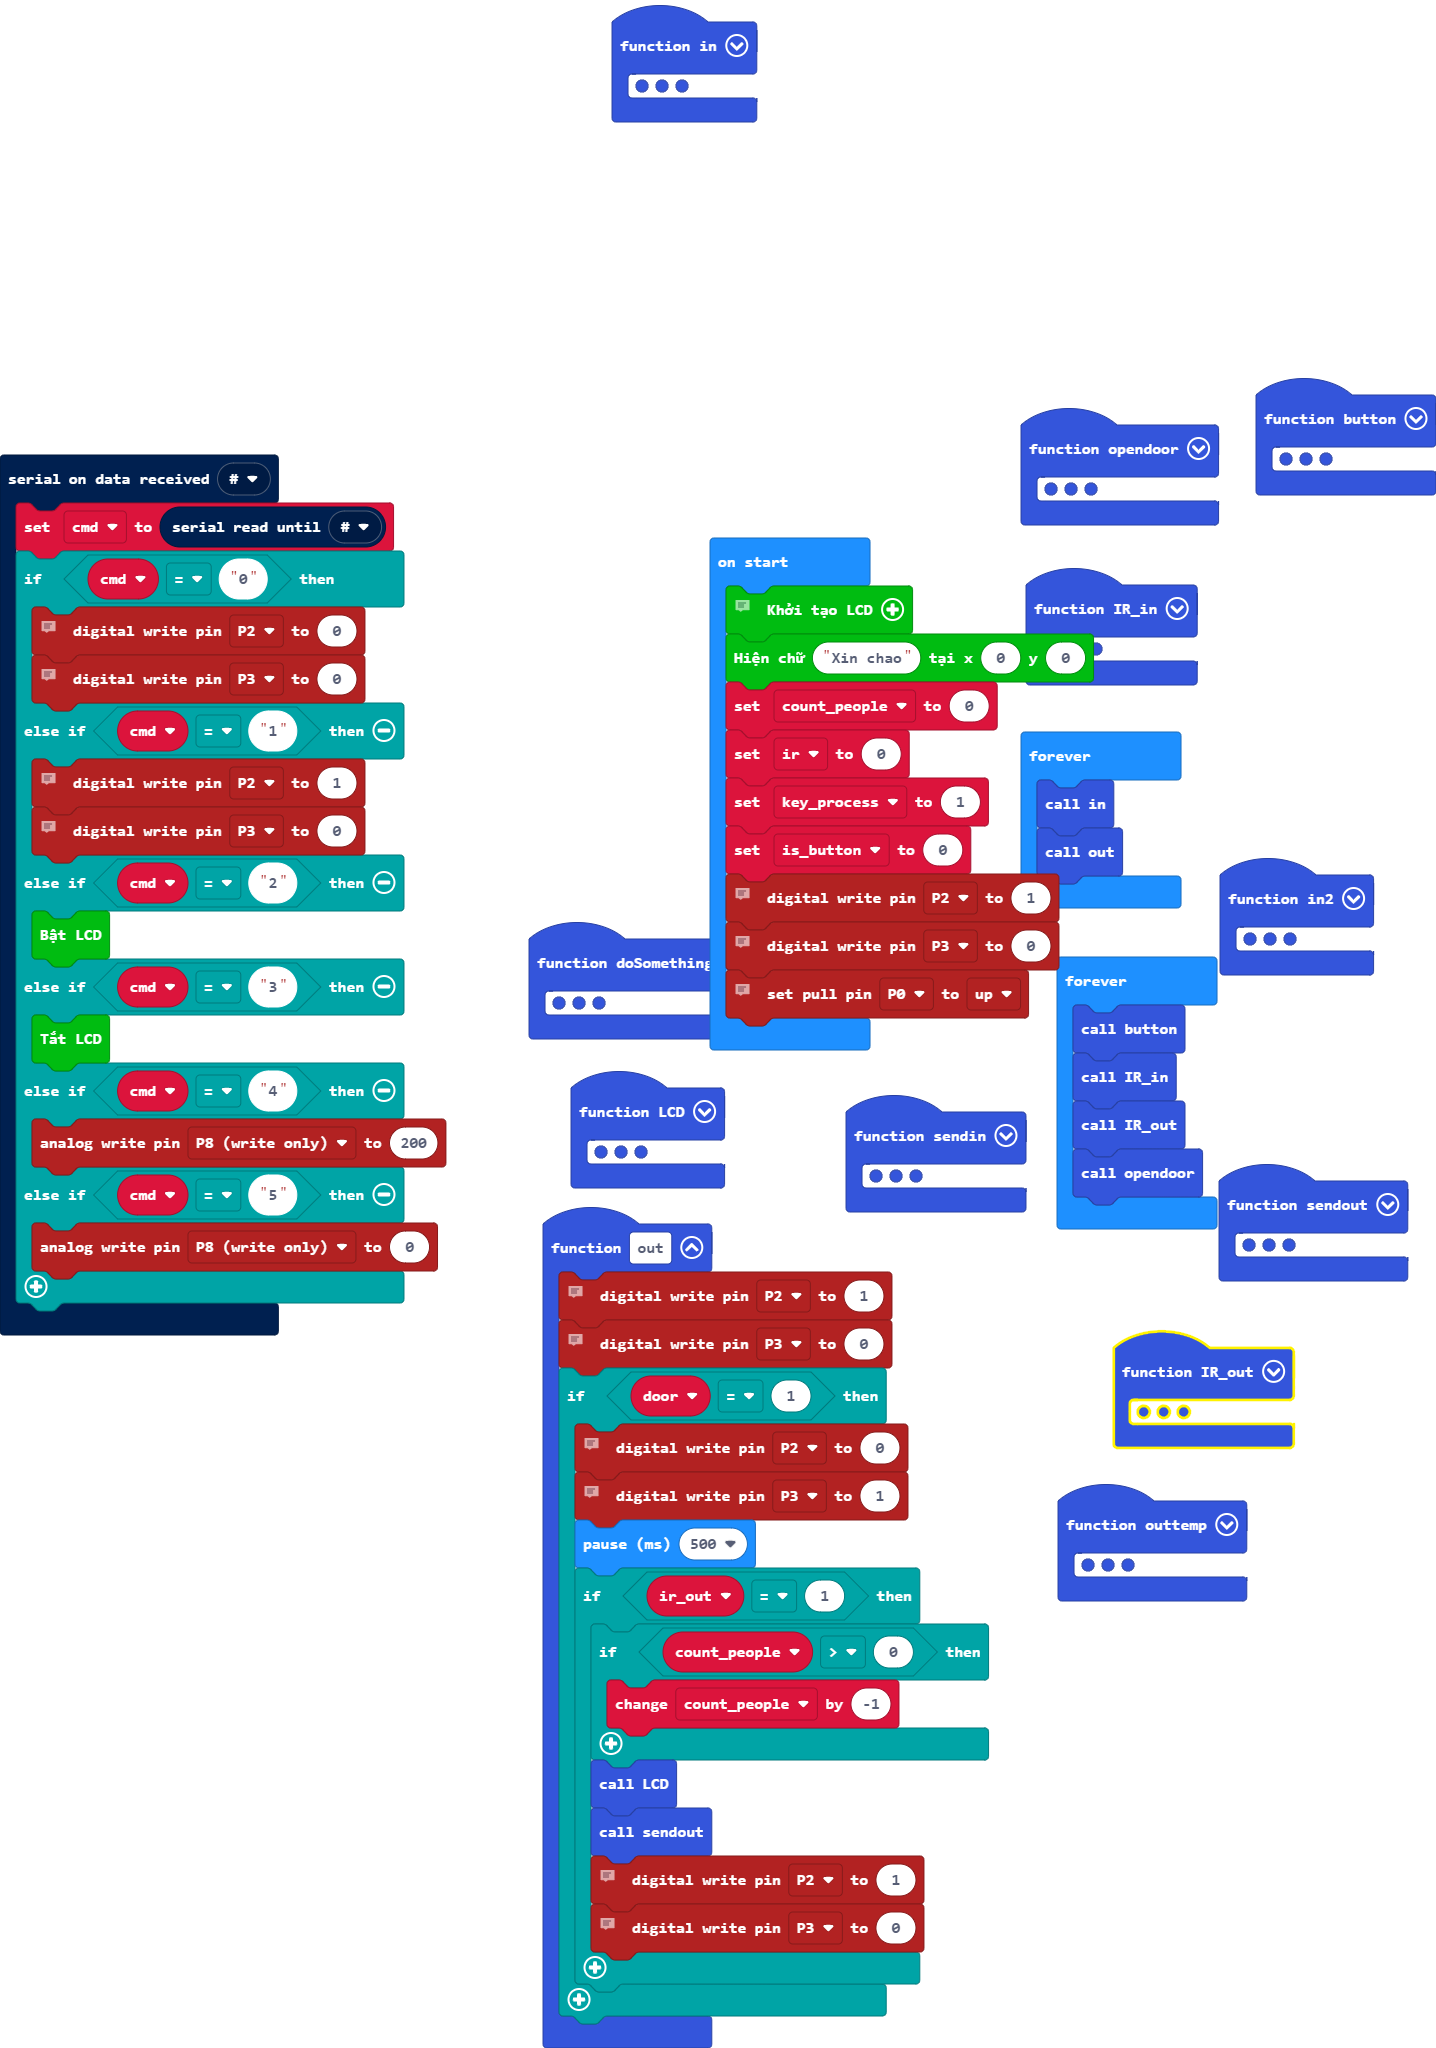 function in
function button
function opendoor
serial on data received #
set cmd to serial read until #
if cmd = "0" then
digital write pin P2 to 0
digital write pin P3 to 0
else if cmd = "1" then
digital write pin P2 to 1
digital write pin P3 to 0
else if cmd = "2" then
Bật LCD
else if cmd = "3" then
Tắt LCD
else if cmd = "4" then
analog write pin P8 (write only) to 200
else if cmd = "5" then
analog write pin P8 (write only) to 0
on start
Khởi tạo LCD
Hiện chữ "Xin chao" tại x 0 y 0
set count_people to 0
set ir to 0
set key_process to 1
set is_button to 0
digital write pin P2 to 1
digital write pin P3 to 0
set pull pin P0 to up
function IR_in
forever
call in
call out
function in2
function doSomething
forever
call button
call IR_in
call IR_out
call opendoor
function LCD
function sendin
function sendout
function out
digital write pin P2 to 1
digital write pin P3 to 0
if door = 1 then
digital write pin P2 to 0
digital write pin P3 to 1
pause (ms) 500
if ir_out = 1 then
if count_people > 0 then
change count_people by -1
call LCD
call sendout
digital write pin P2 to 1
digital write pin P3 to 0
function IR_out
function outtemp